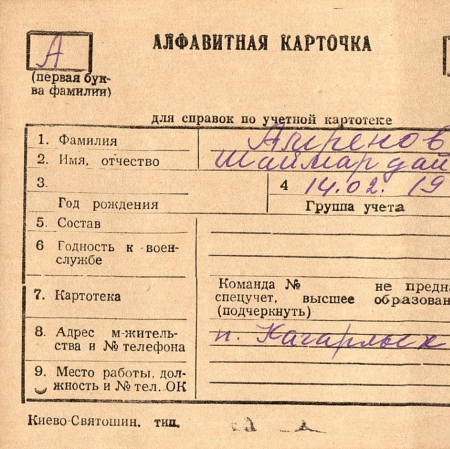 А
АЛФАВИТНАЯ КАРТОЧКА
(первая бук-
ва фамилии)
для справок по учетной картотеке
1. Фамилия Амренов
2. Имя, отчество Шаймардай
3. 4 14.02. 19
Год рождения Группа учета
5. Состав
6 Годность к воен-
службе
Команда № не предна
7. Картотека спецучет, высшее образован
(подчеркнуть)
8. Адрес м-житель- п. Кагарлык
ства и № телефона
9. Место работы, дол-
жность и № тел. ОК
Киево-Святошин. тип.